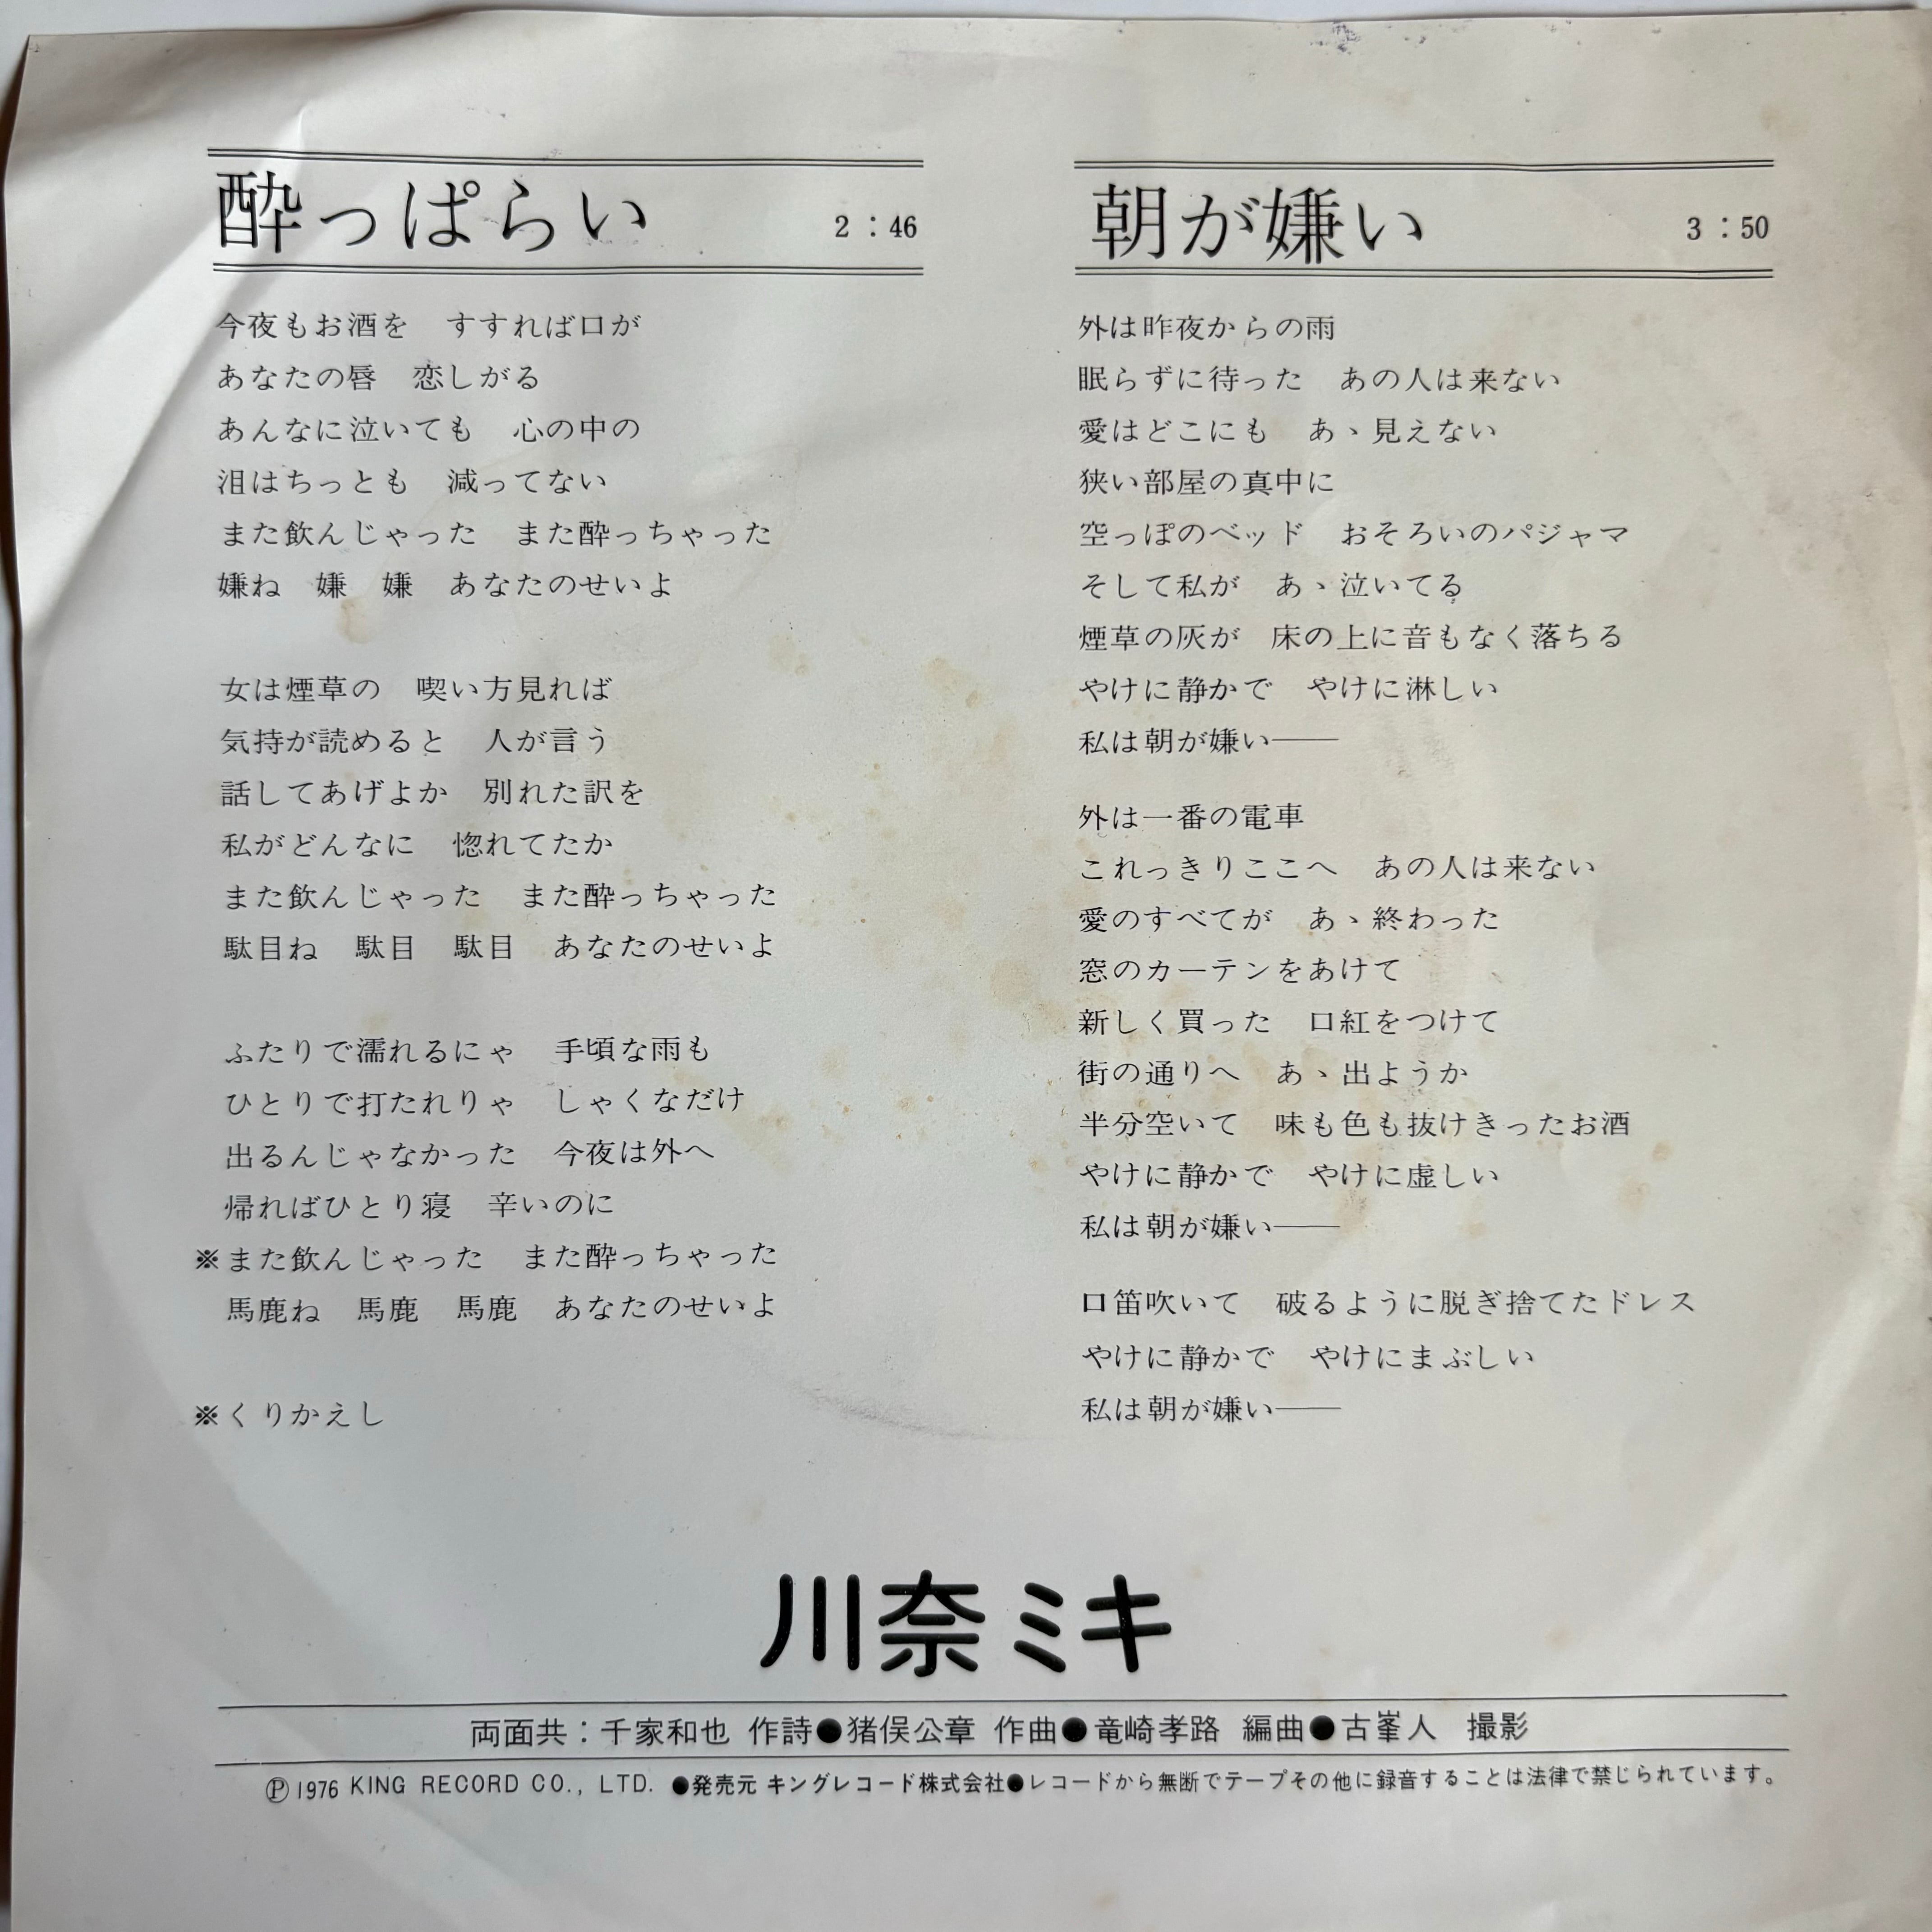 酔っぱらい 2:46
今夜もお酒を　すすれば口が
あなたの唇　恋しがる
あんなに泣いても　心の中の
泪はちっとも　減ってない
また飲んじゃった　また酔っちゃった
嫌ね　嫌　嫌　あなたのせいよ
女は煙草の　喫い方見れば
気持が読めると　人が言う
話してあげよか　別れた訳を
私がどんなに　惚れてたか
また飲んじゃった　また酔っちゃった
駄目ね　駄目　駄目　あなたのせいよ
ふたりで濡れるにゃ　手頃な雨も
ひとりで打たれりゃ　しゃくなだけ
出るんじゃなかった　今夜は外へ
帰ればひとり寝　辛いのに
※また飲んじゃった　また酔っちゃった
馬鹿ね　馬鹿　馬鹿　あなたのせいよ
※くりかえし
朝が嫌い 3:50
外は昨夜からの雨
眠らずに待った　あの人は来ない
愛はどこにも　あゝ見えない
狭い部屋の真中に
空っぽのベッド　おそろいのパジャマ
そして私が　あゝ泣いてる
煙草の灰が　床の上に音もなく落ちる
やけに静かで　やけに淋しい
私は朝が嫌い――
外は一番の電車
これっきりここへ　あの人は来ない
愛のすべてが　あゝ終わった
窓のカーテンをあけて
新しく買った　口紅をつけて
街の通りへ　あゝ出ようか
半分空いて　味も色も抜けきったお酒
やけに静かで　やけに虚しい
私は朝が嫌い――
口笛吹いて　破るように脱ぎ捨てたドレス
やけに静かで　やけにまぶしい
私は朝が嫌い――
川奈ミキ
両面共：千家和也 作詩●猪俣公章 作曲●竜崎孝路 編曲●古峯人 撮影
Ⓟ1976 KING RECORD CO., LTD. ●発売元 キングレコード株式会社●レコードから無断でテープその他に録音することは法律で禁じられています。